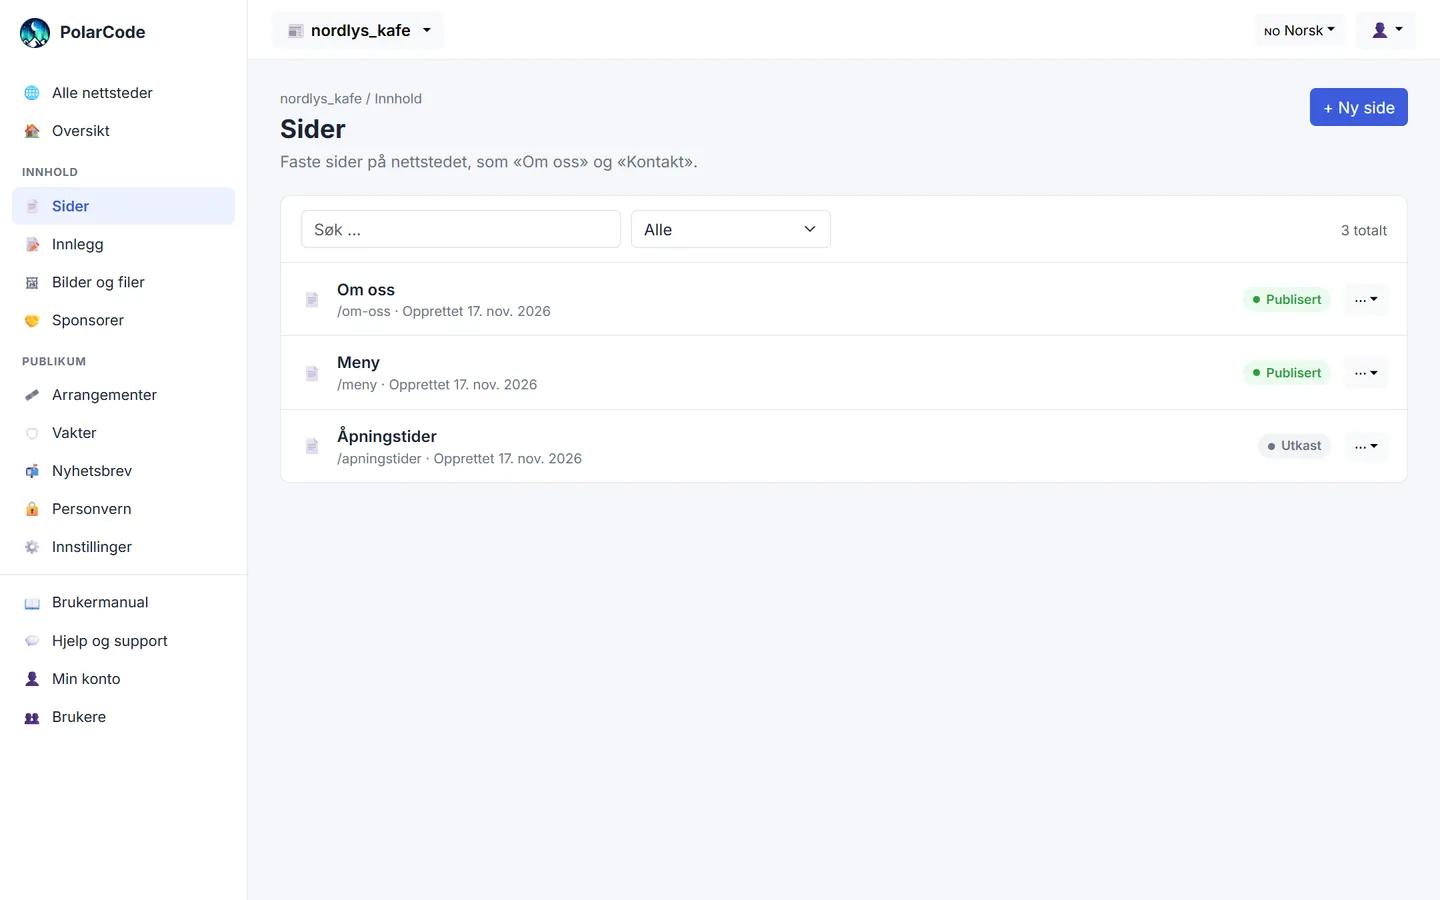 PolarCode
nordlys_kafe
NO Norsk
Alle nettsteder
Oversikt
INNHOLD
Sider
Innlegg
Bilder og filer
Sponsorer
PUBLIKUM
Arrangementer
Vakter
Nyhetsbrev
Personvern
Innstillinger
Brukermanual
Hjelp og support
Min konto
Brukere
nordlys_kafe / Innhold
Sider
Faste sider på nettstedet, som «Om oss» og «Kontakt».
+ Ny side
Søk ...
Alle
3 totalt
Om oss
/om-oss · Opprettet 17. nov. 2026
Publisert
...
Meny
/meny · Opprettet 17. nov. 2026
Publisert
...
Åpningstider
/apningstider · Opprettet 17. nov. 2026
Utkast
...